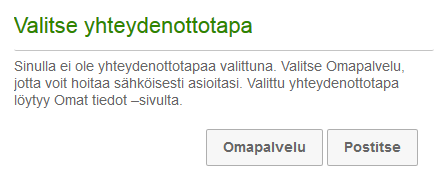 Valitse yhteydenottotapa
Sinulla ei ole yhteydenottotapaa valittuna. Valitse Omapalvelu,
jotta voit hoitaa sähköisesti asioitasi. Valittu yhteydenottotapa
löytyy Omat tiedot –sivulta.
Omapalvelu Postitse